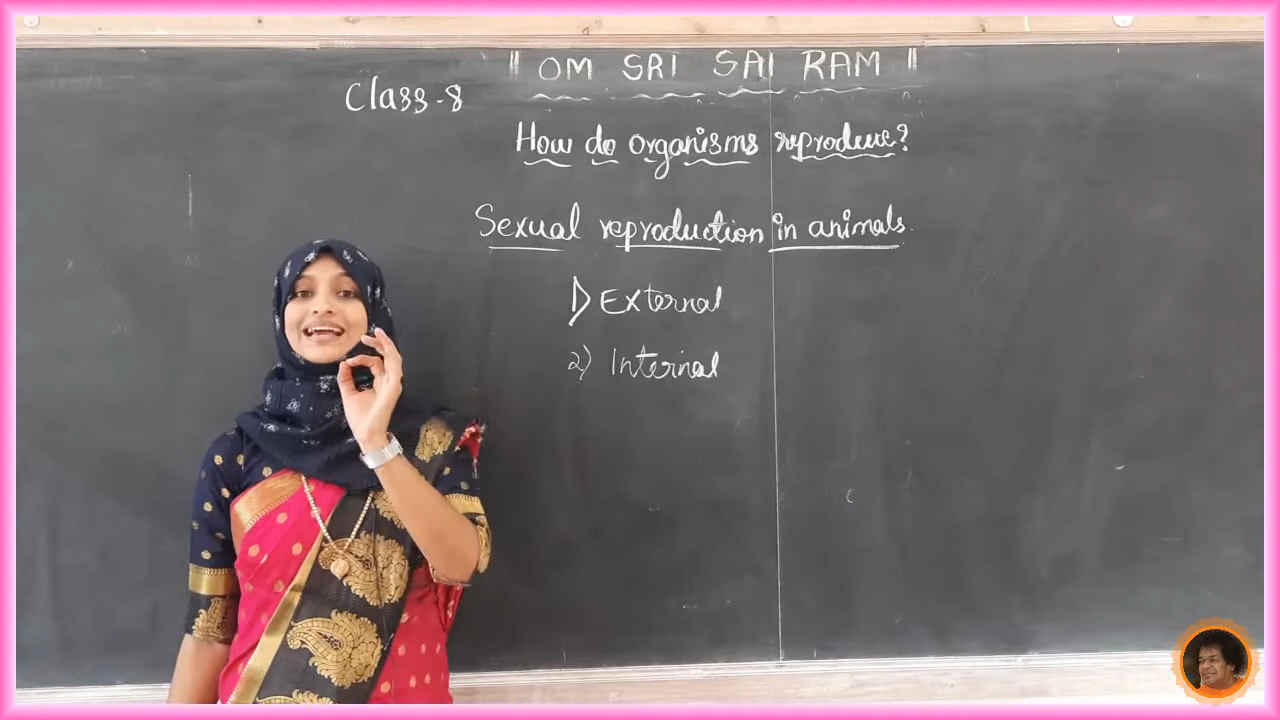 " OM SRI SAI RAM "
Class-8
How do organisms reproduce?
Sexual reproduction in animals.
1) External
2) Internal